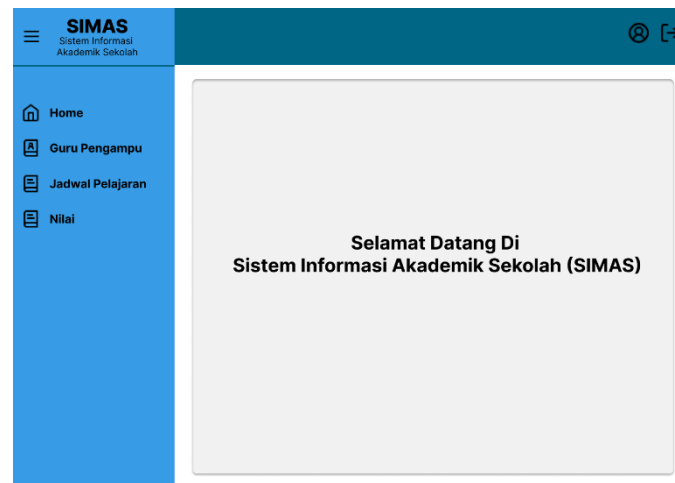 SIMAS
Sistem Informasi
Akademik Sekolah
Home
Guru Pengampu
Jadwal Pelajaran
Nilai
Selamat Datang Di
Sistem Informasi Akademik Sekolah (SIMAS)